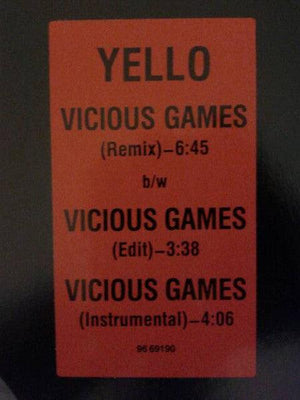 YELLO
VICIOUS GAMES
(Remix)–6:45
b/w
VICIOUS GAMES
(Edit)–3:38
VICIOUS GAMES
(Instrumental)–4:06
96 69190